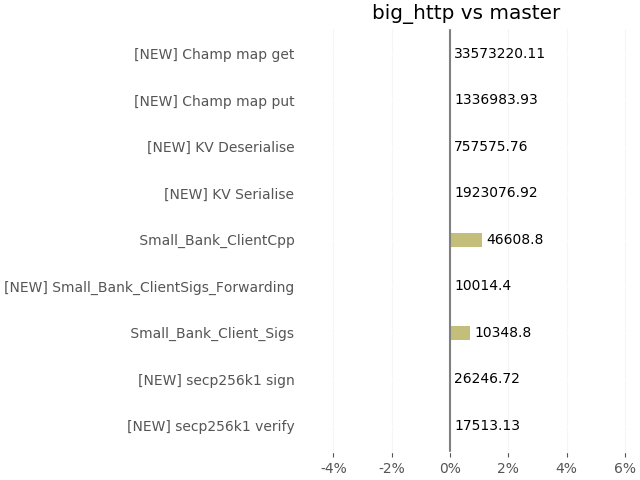 big_http vs master
[NEW] Champ map get 33573220.11
[NEW] Champ map put 1336983.93
[NEW] KV Deserialise 757575.76
[NEW] KV Serialise 1923076.92
Small_Bank_ClientCpp 46608.8
[NEW] Small_Bank_ClientSigs_Forwarding 10014.4
Small_Bank_Client_Sigs 10348.8
[NEW] secp256k1 sign 26246.72
[NEW] secp256k1 verify 17513.13
-4% -2% 0% 2% 4% 6%